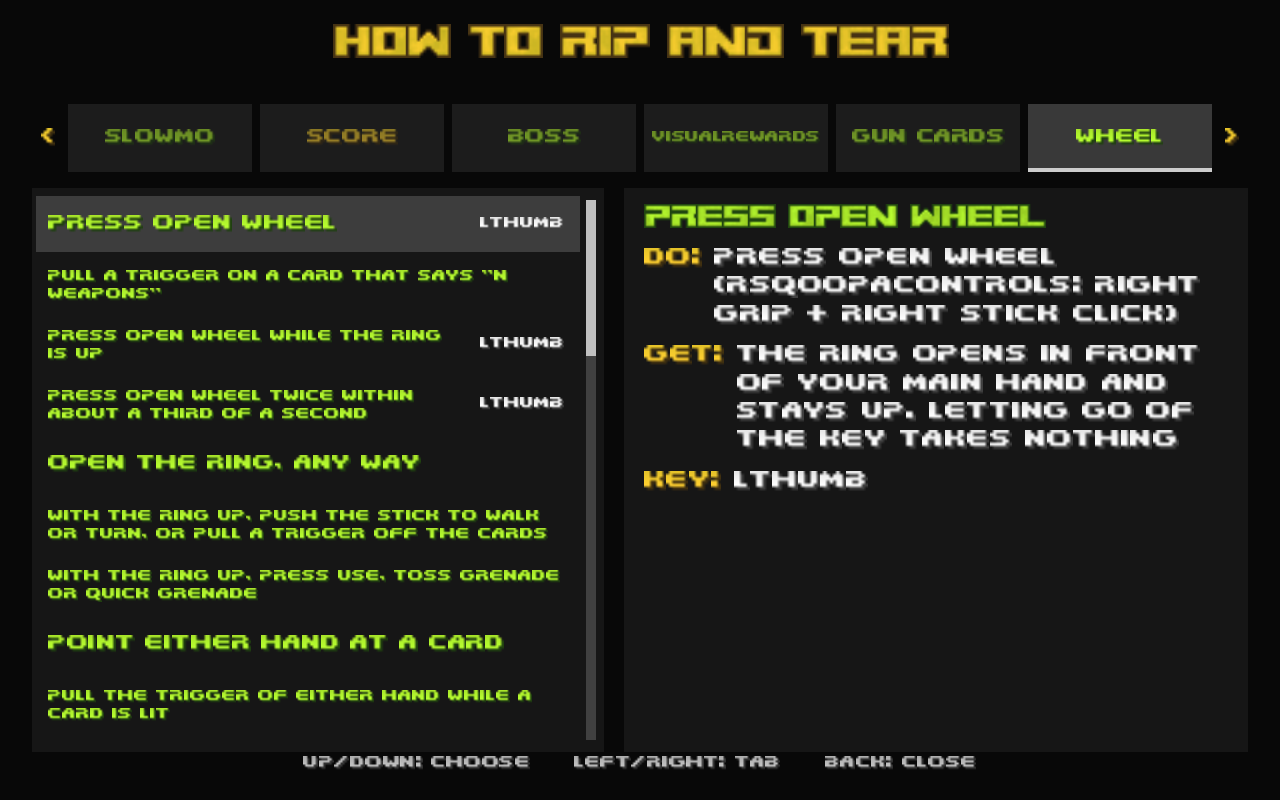 HOW TO RIP AND TEAR
< SLOWMO SCORE BOSS VISUALREWARDS GUN CARDS WHEEL >
PRESS OPEN WHEEL LTHUMB
PULL A TRIGGER ON A CARD THAT SAYS "N
WEAPONS"
PRESS OPEN WHEEL WHILE THE RING
IS UP LTHUMB
PRESS OPEN WHEEL TWICE WITHIN
ABOUT A THIRD OF A SECOND LTHUMB
OPEN THE RING, ANY WAY
WITH THE RING UP, PUSH THE STICK TO WALK
OR TURN, OR PULL A TRIGGER OFF THE CARDS
WITH THE RING UP, PRESS USE, TOSS GRENADE
OR QUICK GRENADE
POINT EITHER HAND AT A CARD
PULL THE TRIGGER OF EITHER HAND WHILE A
CARD IS LIT
PRESS OPEN WHEEL
DO: PRESS OPEN WHEEL
(RSQOOPACONTROLS: RIGHT
GRIP + RIGHT STICK CLICK)
GET: THE RING OPENS IN FRONT
OF YOUR MAIN HAND AND
STAYS UP. LETTING GO OF
THE KEY TAKES NOTHING
KEY: LTHUMB
UP/DOWN: CHOOSE LEFT/RIGHT: TAB BACK: CLOSE